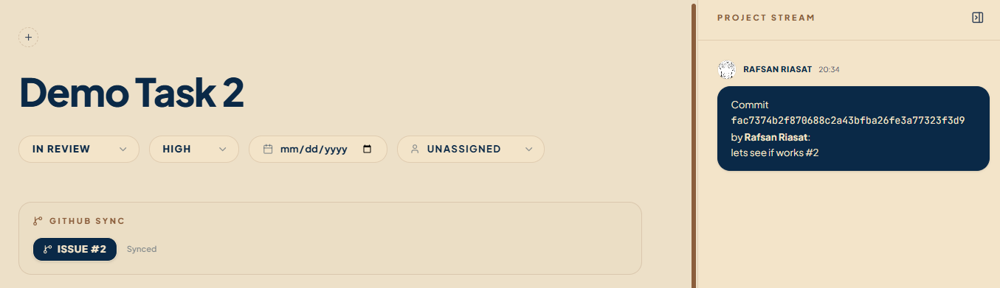 +
Demo Task 2
IN REVIEW
HIGH
mm/dd/yyyy
UNASSIGNED
GITHUB SYNC
ISSUE #2
Synced
PROJECT STREAM
RAFSAN RIASAT 20:34
Commit
fac7374b2f870688c2a43bfba26fe3a77323f3d9
by Rafsan Riasat:
lets see if works #2